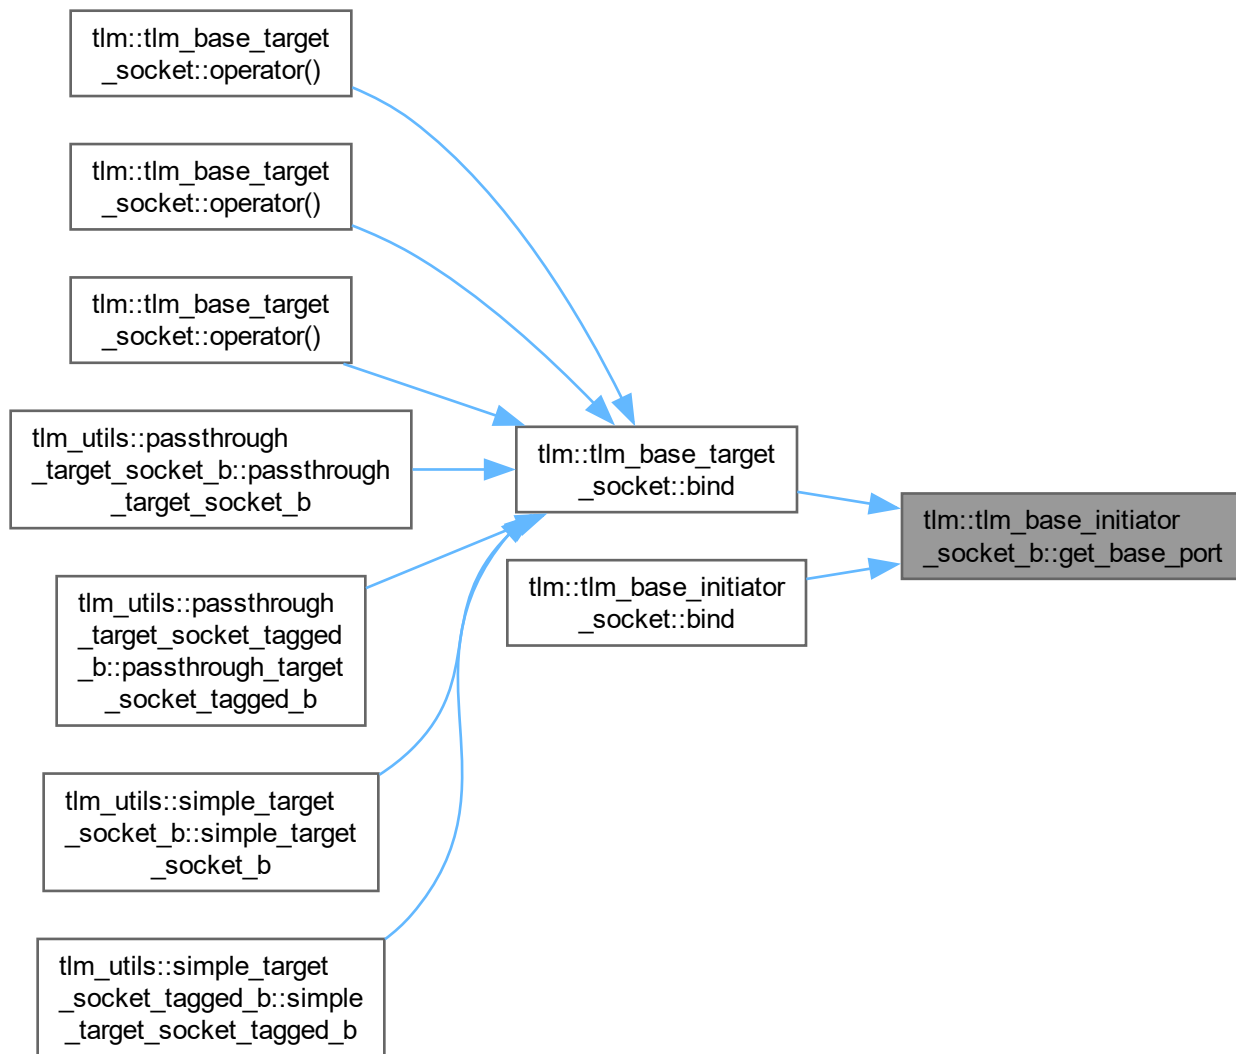 tlm::tlm_base_target
_socket::operator()
tlm::tlm_base_target
_socket::operator()
tlm::tlm_base_target
_socket::operator()
tlm_utils::passthrough
_target_socket_b::passthrough
_target_socket_b
tlm_utils::passthrough
_target_socket_tagged
_b::passthrough_target
_socket_tagged_b
tlm_utils::simple_target
_socket_b::simple_target
_socket_b
tlm_utils::simple_target
_socket_tagged_b::simple
_target_socket_tagged_b
tlm::tlm_base_target
_socket::bind
tlm::tlm_base_initiator
_socket::bind
tlm::tlm_base_initiator
_socket_b::get_base_port